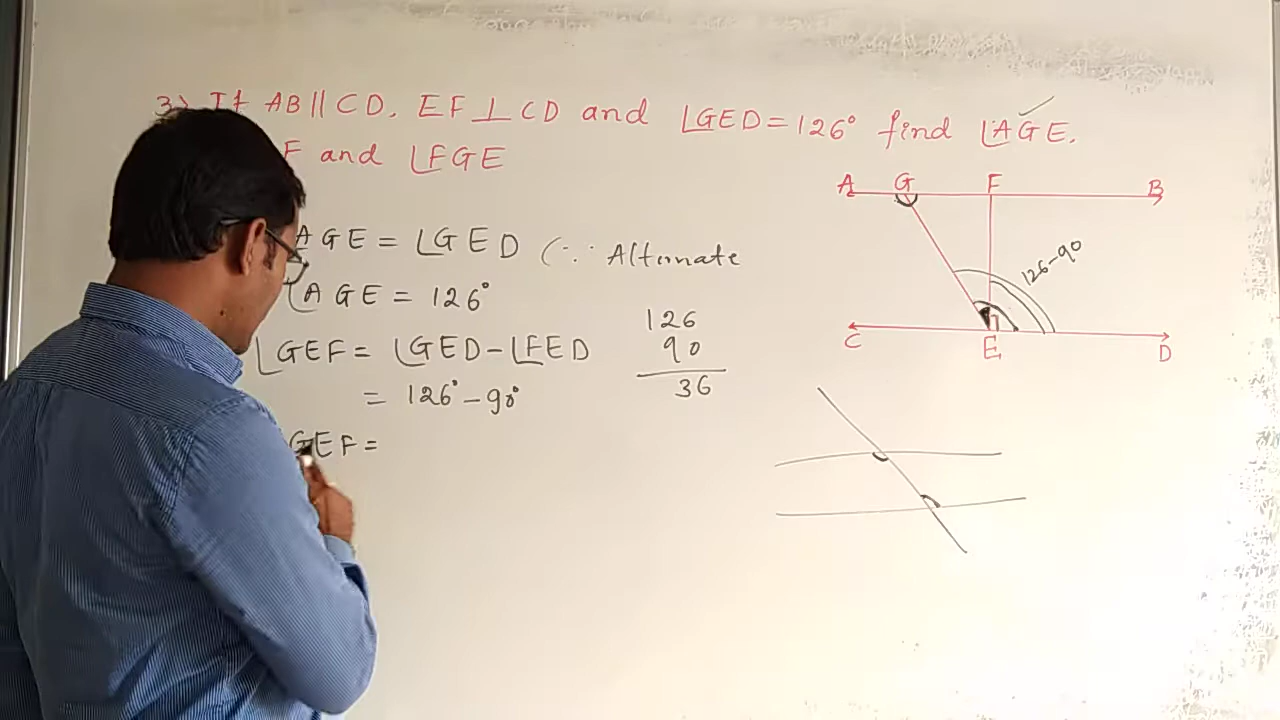 3) If AB∥CD, EF⊥CD and ∠GED=126° find ∠AGE,
F and ∠FGE
AGE = ∠GED (∵ Alternate
∠AGE = 126°
∠GEF = ∠GED-∠FED
= 126°-90°
GEF =
126
90
36
A G F B
126-90
C E D